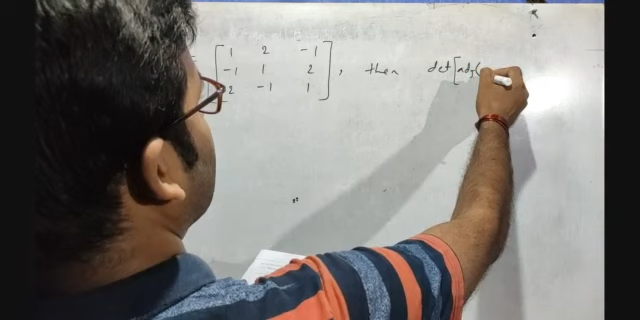 [1 2 -1
-1 1 2 ], then det[adj(
2 -1 1]